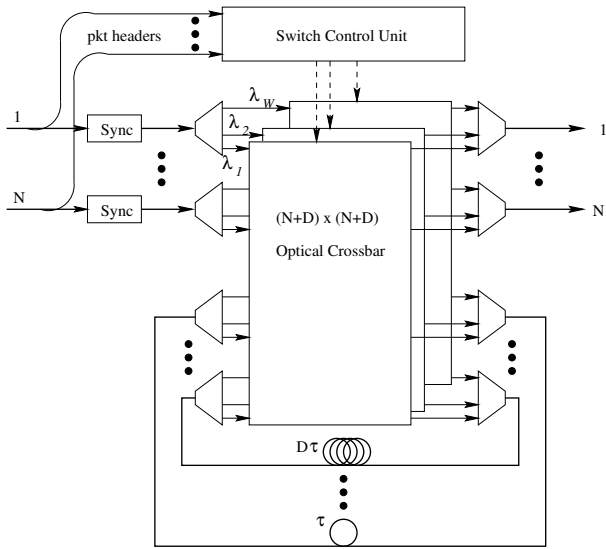 pkt headers
Switch Control Unit
λW
1
Sync
λ2
1
λ1
N
Sync
(N+D) x (N+D)
N
Optical Crossbar
Dτ
τ